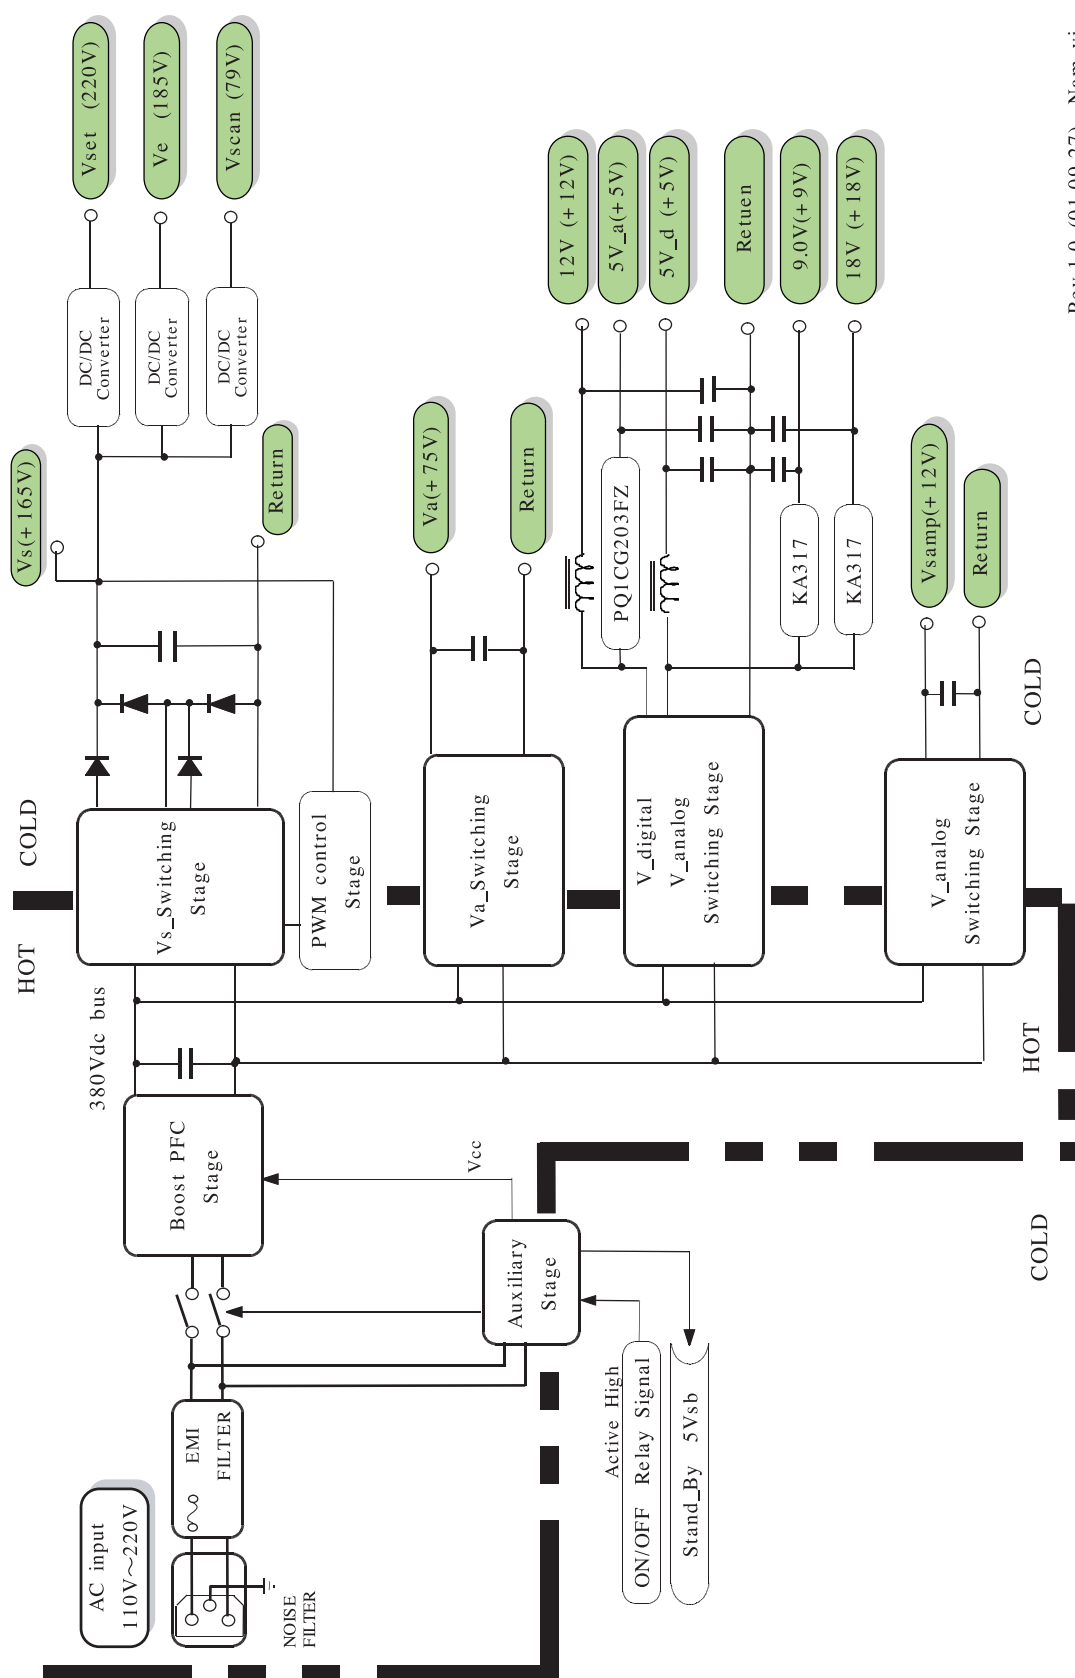 AC input
110V～220V
NOISE
FILTER
EMI
FILTER
Active High
ON/OFF Relay Signal
Stand_By 5Vsb
Auxiliary
Stage
Vcc
Boost PFC
Stage
380Vdc bus
HOT
COLD
Vs_Switching
Stage
PWM control
Stage
Va_Switching
Stage
V_digital
V_analog
Switching Stage
V_analog
Switching Stage
HOT
COLD
COLD
Vs(+165V)
DC/DC
Converter
DC/DC
Converter
DC/DC
Converter
Vset (220V)
Ve (185V)
Vscan (79V)
Return
Va(+75V)
Return
PQ1CG203FZ
KA317
KA317
12V (+12V)
5V_a(+5V)
5V_d (+5V)
Retuen
9.0V(+9V)
18V (+18V)
Vsamp(+12V)
Return